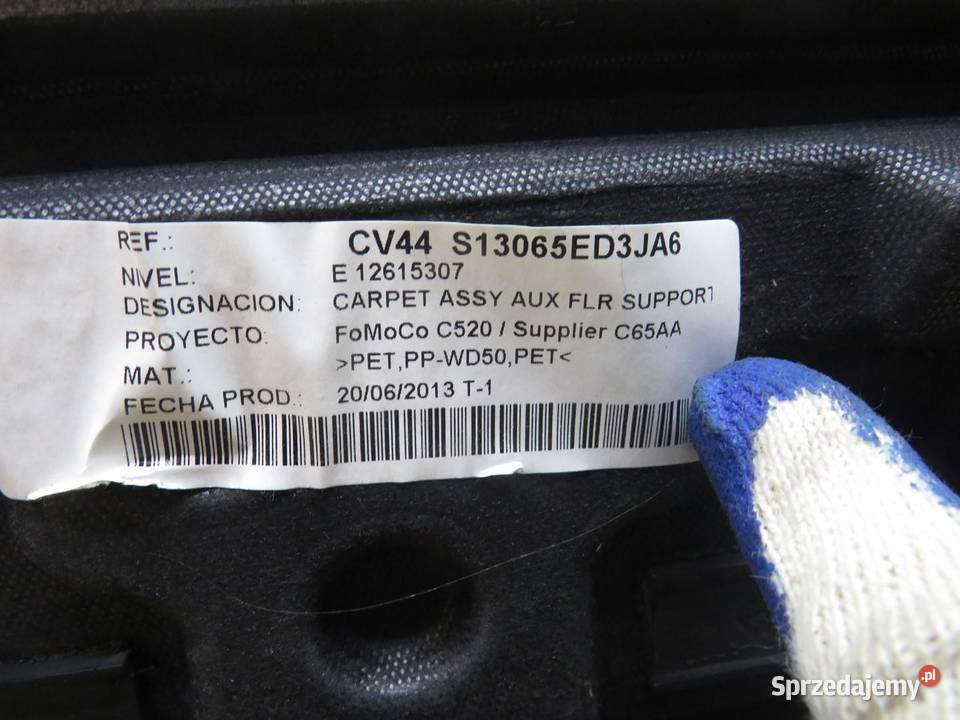 REF.: CV44 S13065ED3JA6
NIVEL: E 12615307
DESIGNACION: CARPET ASSY AUX FLR SUPPORT
PROYECTO: FoMoCo C520 / Supplier C65AA
MAT.: >PET,PP-WD50,PET<
FECHA PROD.: 20/06/2013 T-1
Sprzedajemy.pl